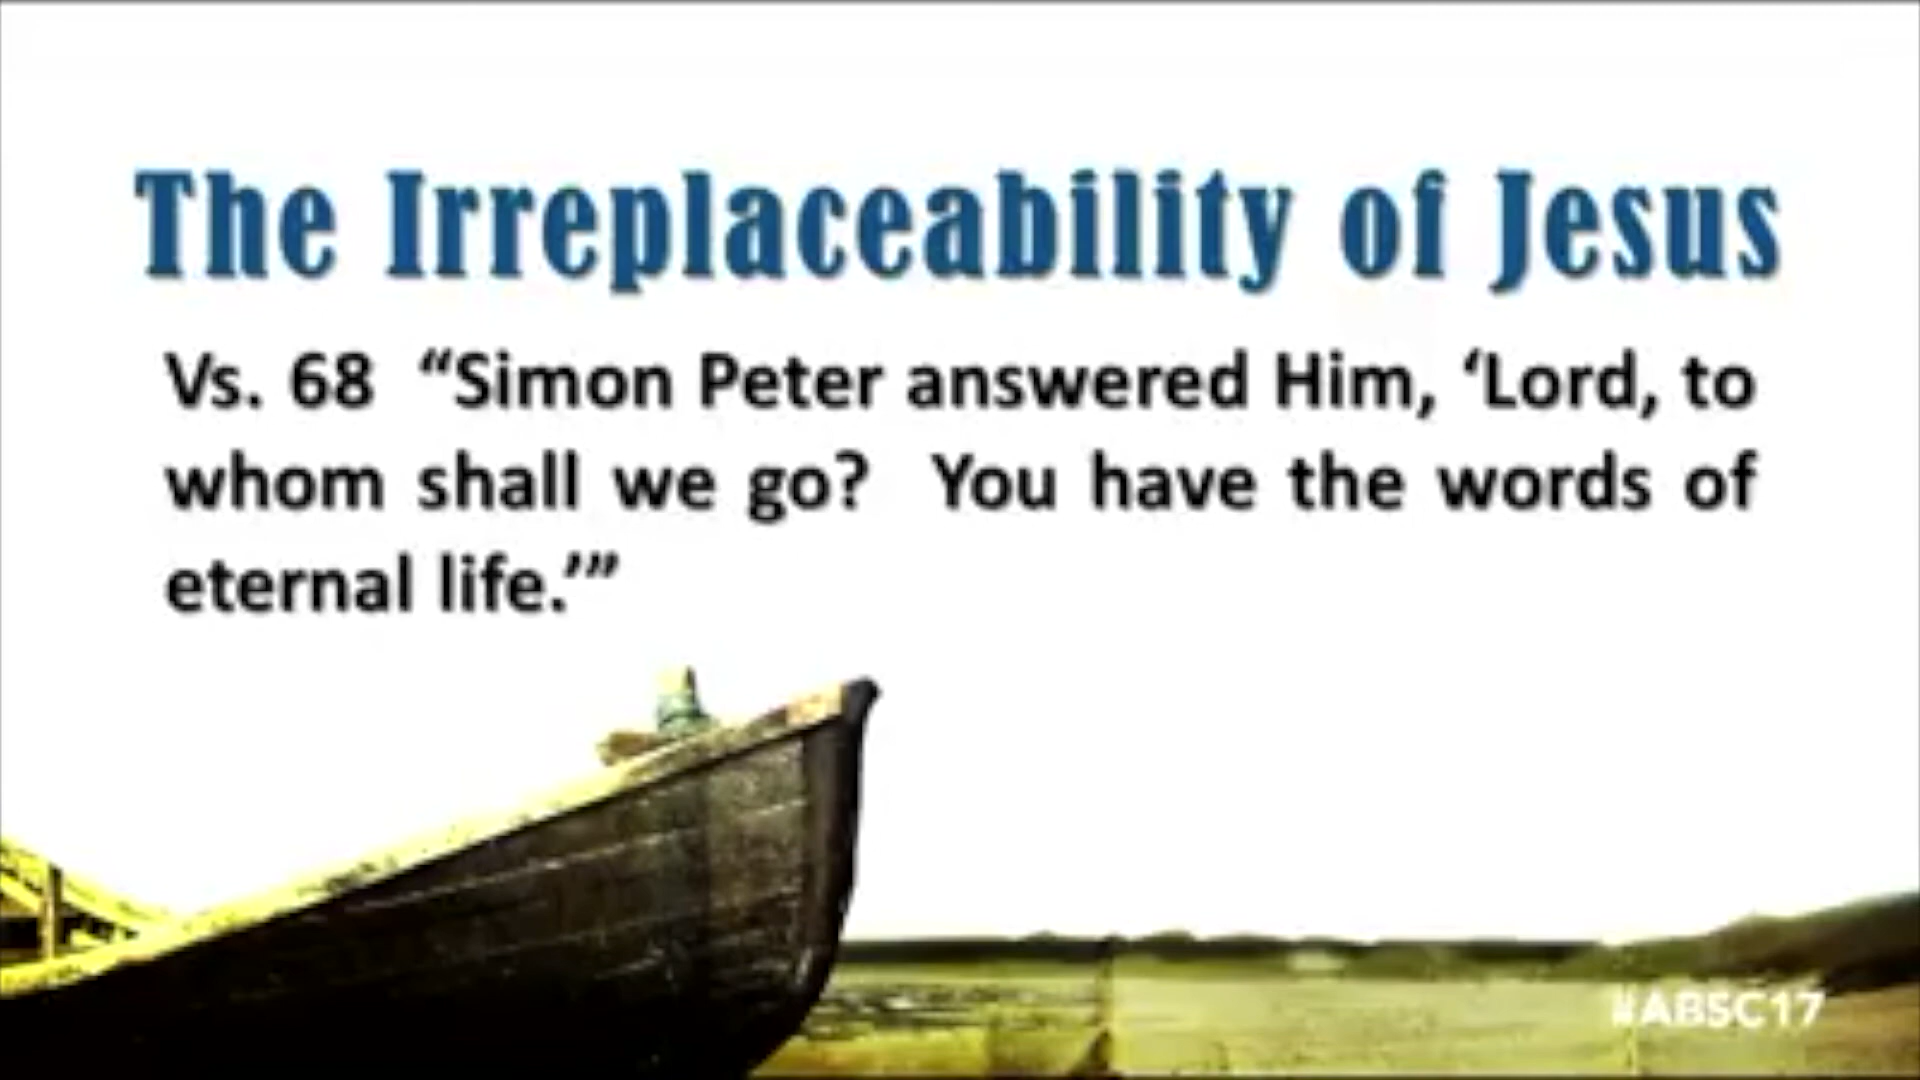 The Irreplaceability of Jesus
Vs. 68 “Simon Peter answered Him, ‘Lord, to
whom shall we go? You have the words of
eternal life.’”
#ABSC17